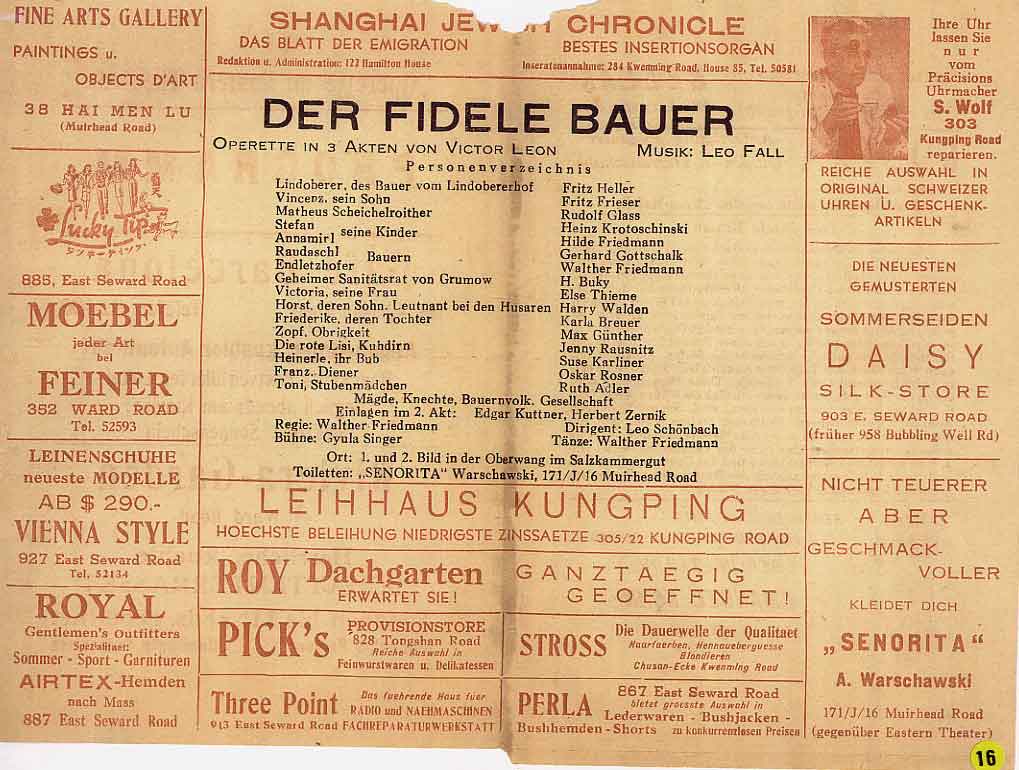 FINE ARTS GALLERY
PAINTINGS u.
OBJECTS D'ART
38 HAI MEN LU
(Muirhead Road)
Lucky Tips
885, East Seward Road
MOEBEL
jeder Art
bei
FEINER
352 WARD ROAD
Tel. 52593
LEINENSCHUHE
neueste MODELLE
AB $ 290.-
VIENNA STYLE
927 East Seward Road
Tel. 52134
ROYAL
Gentlemen's Outfitters
Spezialitaet:
Sommer - Sport - Garnituren
AIRTEX-Hemden
nach Mass
887 East Seward Road
SHANGHAI CHRONICLE
DAS BLATT DER EMIGRATION BESTES INSERTIONSORGAN
Redaktion u. Administration: 127 Hamilton House Inseratenannahme: 284 Kwenming Road, House 85, Tel. 50581
DER FIDELE BAUER
OPERETTE IN 3 AKTEN VON VICTOR LEON MUSIK: LEO FALL
Personenverzeichnis
Lindoberer, des Bauer vom Lindobererhof Fritz Heller
Vincenz, sein Sohn Fritz Frieser
Matheus Scheichelroither Rudolf Glass
Stefan Heinz Krotoschinski
seine Kinder
Annamirl Hilde Friedmann
Raudaschl Gerhard Gottschalk
Bauern
Endletzhofer Walther Friedmann
Geheimer Sanitätsrat von Grumow H. Buky
Victoria, seine Frau Else Thieme
Horst, deren Sohn, Leutnant bei den Husaren Harry Walden
Friederike, deren Tochter Karla Breuer
Zopf, Obrigkeit Max Günther
Die rote Lisi, Kuhdirn Jenny Rausnitz
Heinerle, ihr Bub Suse Karliner
Franz, Diener Oskar Rosner
Toni, Stubenmädchen Ruth Adler
Mägde, Knechte, Bauernvolk, Gesellschaft
Einlagen im 2. Akt: Edgar Kuttner, Herbert Zernik
Regie: Walther Friedmann Dirigent: Leo Schönbach
Bühne: Gyula Singer Tänze: Walther Friedmann
Ort: 1. und 2. Bild in der Oberwang im Salzkammergut
Toiletten: „SENORITA" Warschawski, 171/J/16 Muirhead Road
LEIHHAUS KUNGPING
HOECHSTE BELEIHUNG NIEDRIGSTE ZINSSAETZE 305/22 KUNGPING ROAD
ROY Dachgarten
ERWARTET SIE!
GANZTAEGIG
GEOEFFNET!
PICK's
PROVISIONSTORE
828 Tongshan Road
Reiche Auswahl in
Feinwurstwaren u. Delikatessen
STROSS
Die Dauerwelle der Qualitaet
Haarfaerben, Hennauebergüsse
Blondieren
Chusan-Ecke Kwenming Road
Three Point
Das fuehrende Haus fuer
RADIO und NAEHMASCHINEN
913 East Seward Road FACHREPARATURWERKSTATT
PERLA
867 East Seward Road
bietet groesste Auswahl in
Lederwaren - Buschjacken -
Bushhemden - Shorts zu konkurrenzlosen Preisen
Ihre Uhr
lassen Sie
nur
vom
Präcisions
Uhrmacher
S. Wolf
303
Kungping Road
reparieren.
REICHE AUSWAHL IN
ORIGINAL SCHWEIZER
UHREN U. GESCHENK-
ARTIKELN
DIE NEUESTEN
GEMUSTERTEN
SOMMERSEIDEN
DAISY
SILK-STORE
903 E. SEWARD ROAD
(früher 958 Bubbling Well Rd)
NICHT TEUERER
ABER
GESCHMACK-
VOLLER
KLEIDET DICH
„SENORITA"
A. Warschawski
171/J/16 Muirhead Road
(gegenüber Eastern Theater)
16